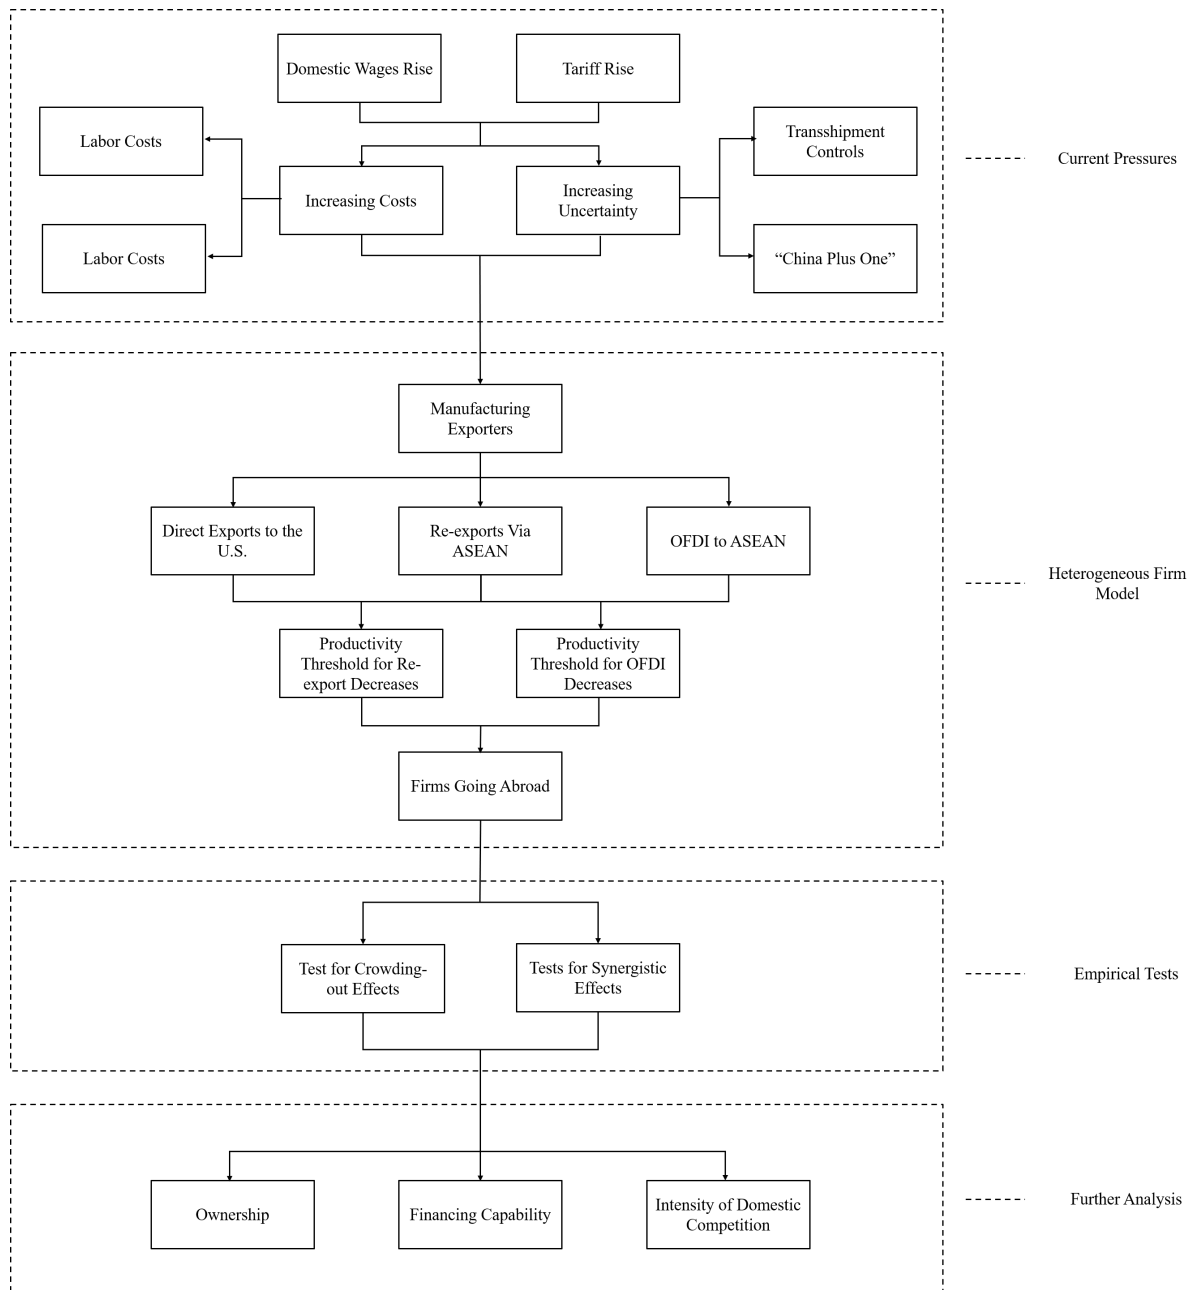 Domestic Wages Rise
Tariff Rise
Labor Costs
Transshipment
Controls
Increasing Costs
Increasing
Uncertainty
Labor Costs
“China Plus One”
Current Pressures
Manufacturing
Exporters
Direct Exports to the
U.S.
Re-exports Via
ASEAN
OFDI to ASEAN
Productivity
Threshold for Re-
export Decreases
Productivity
Threshold for OFDI
Decreases
Firms Going Abroad
Heterogeneous Firm
Model
Test for Crowding-
out Effects
Tests for Synergistic
Effects
Empirical Tests
Ownership
Financing Capability
Intensity of Domestic
Competition
Further Analysis